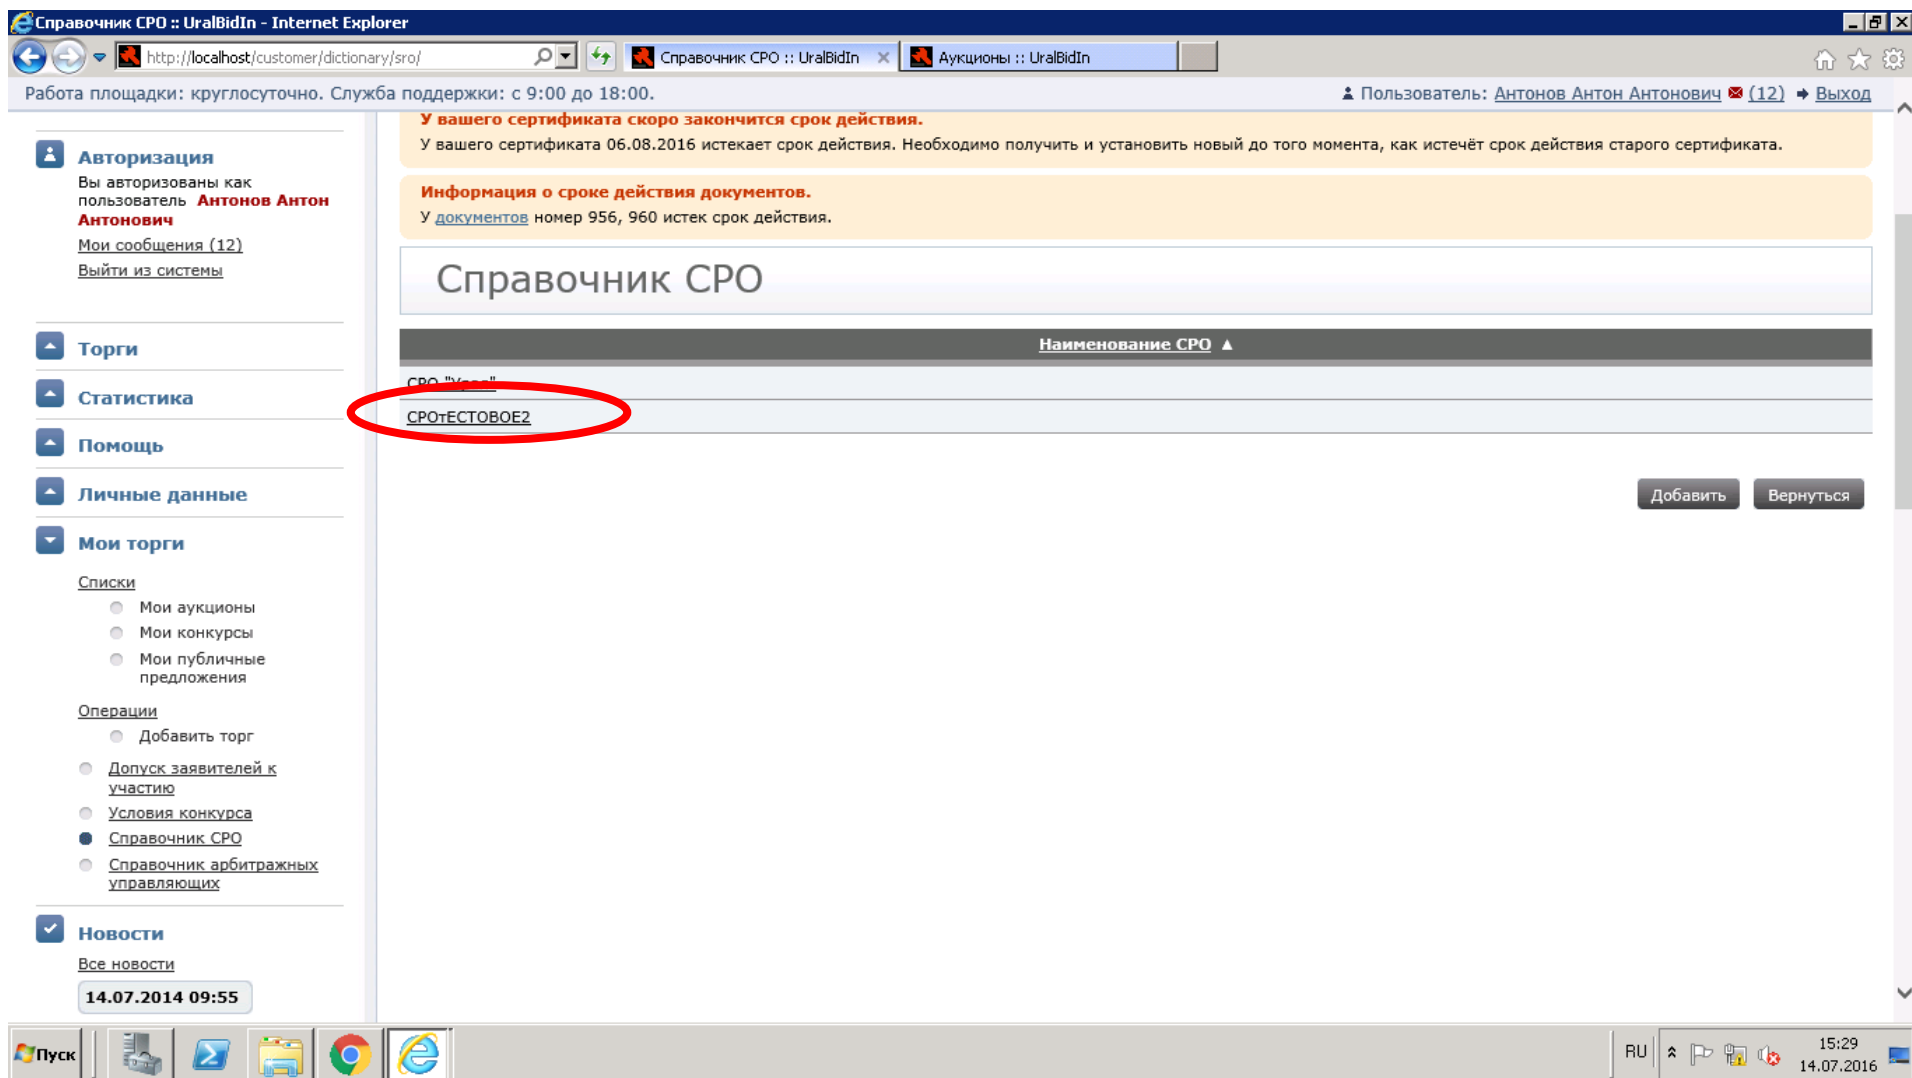 Справочник СРО :: UralBidIn - Internet Explorer
http://localhost/customer/dictionary/sro/
Справочник СРО :: UralBidIn
Аукционы :: UralBidIn
Работа площадки: круглосуточно. Служба поддержки: с 9:00 до 18:00.
Пользователь: Антонов Антон Антонович (12) Выход
У вашего сертификата скоро закончится срок действия.
У вашего сертификата 06.08.2016 истекает срок действия. Необходимо получить и установить новый до того момента, как истечёт срок действия старого сертификата.
Информация о сроке действия документов.
У документов номер 956, 960 истек срок действия.
Авторизация
Вы авторизованы как
пользователь Антонов Антон
Антонович
Мои сообщения (12)
Выйти из системы
Торги
Статистика
Помощь
Личные данные
Мои торги
Списки
Мои аукционы
Мои конкурсы
Мои публичные
предложения
Операции
Добавить торг
Допуск заявителей к
участию
Условия конкурса
Справочник СРО
Справочник арбитражных
управляющих
Новости
Все новости
14.07.2014 09:55
Справочник СРО
Наименование СРО ▲
СРО
СРОтЕСТОВОЕ2
Добавить
Вернуться
Пуск
RU
15:29
14.07.2016